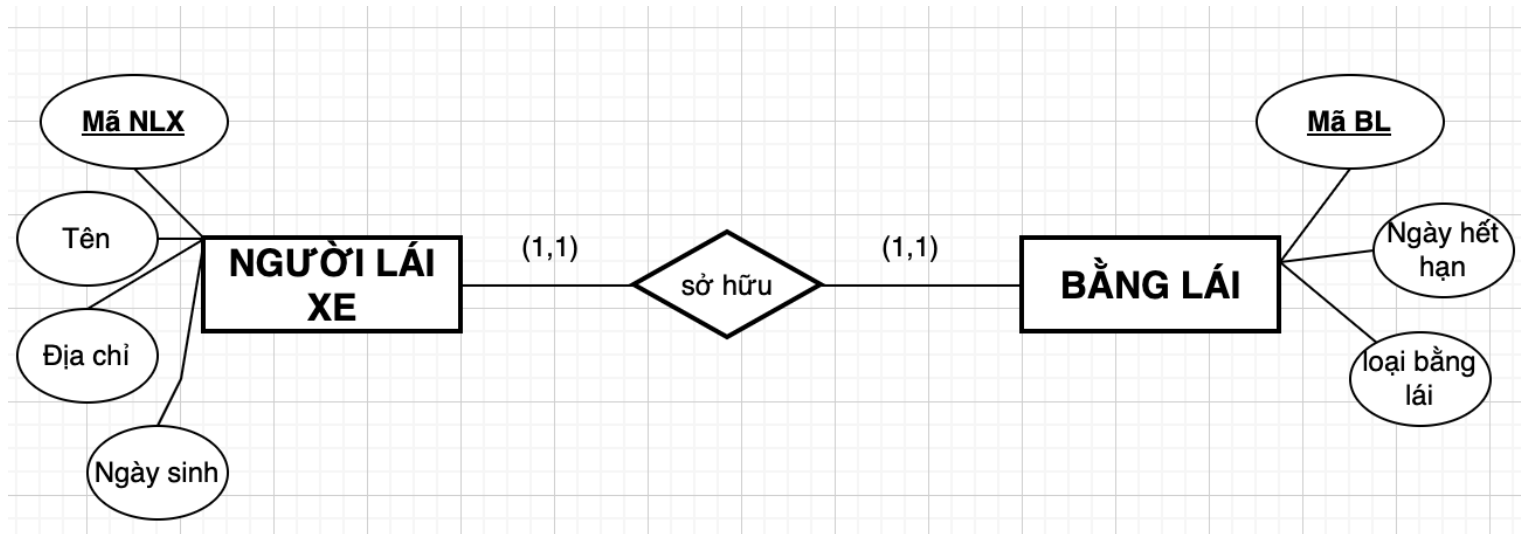 Mã NLX
Tên
Địa chỉ
Ngày sinh
NGƯỜI LÁI
XE
(1,1)
sở hữu
(1,1)
BẰNG LÁI
Mã BL
Ngày hết
hạn
loại bằng
lái